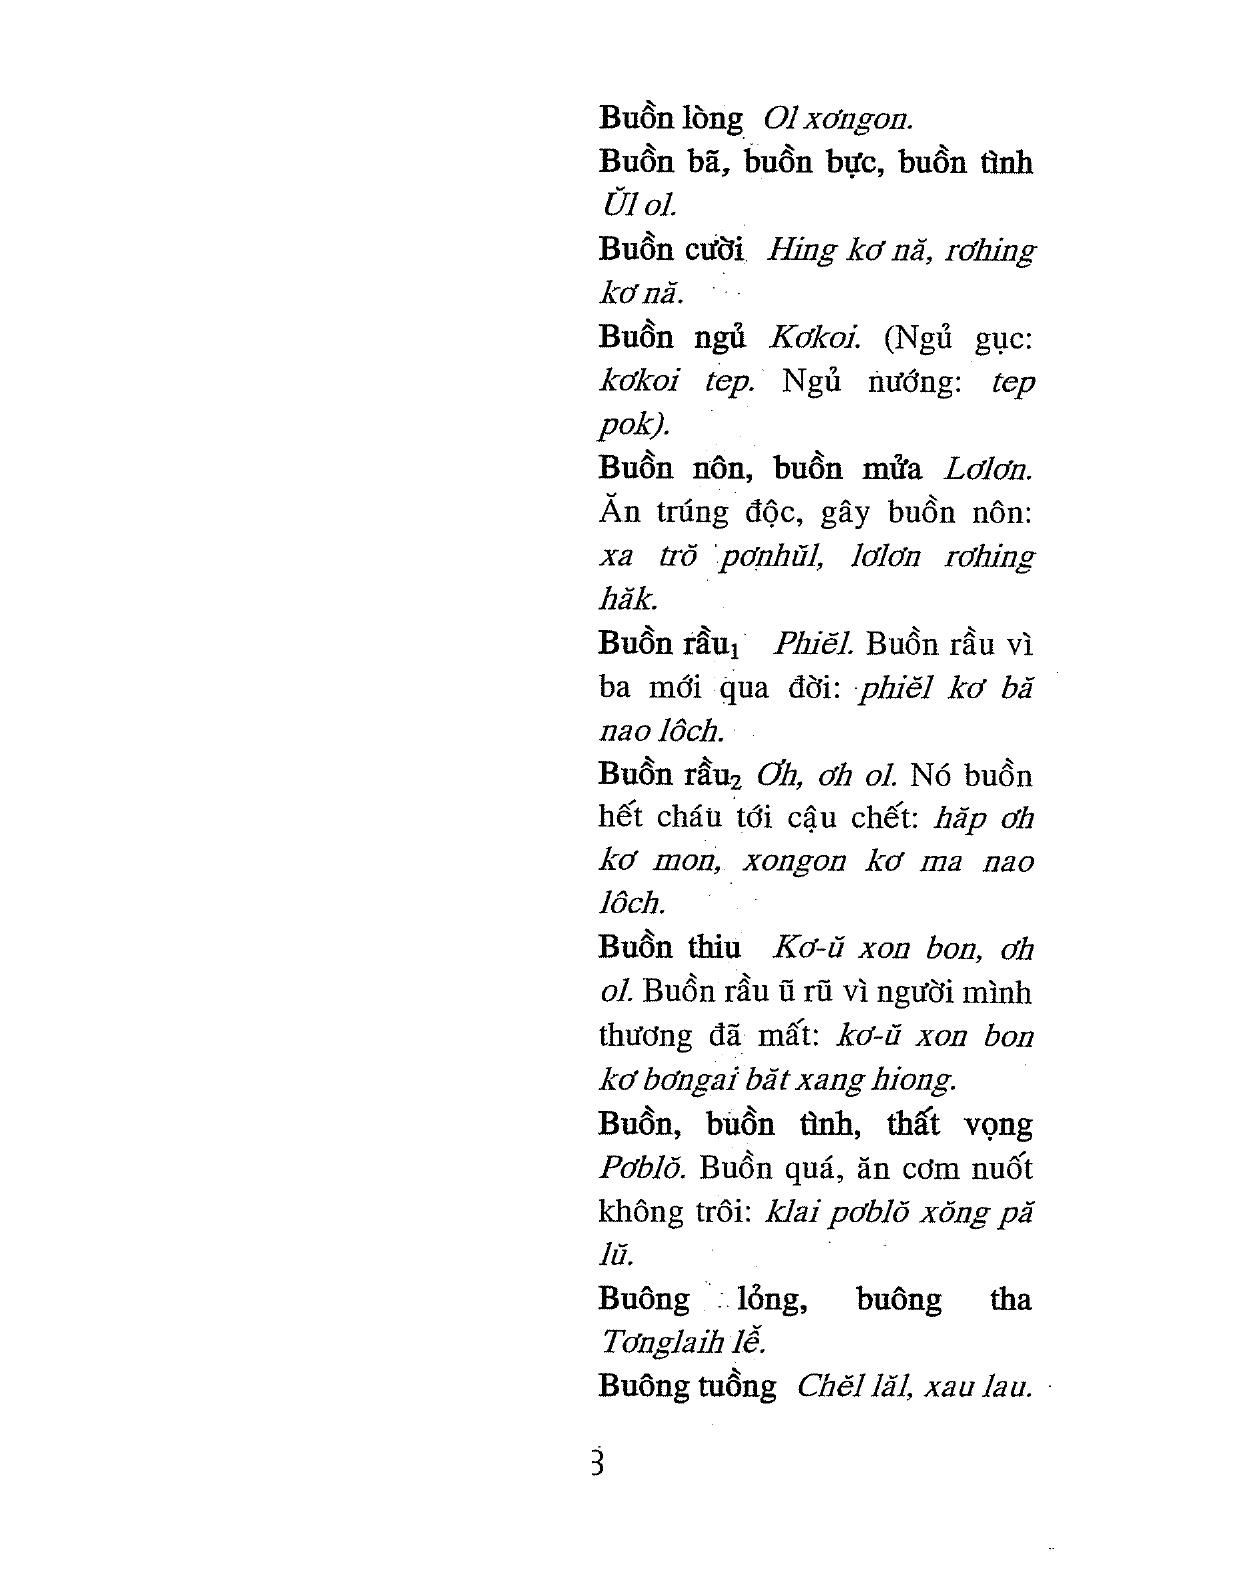 Buồn lòng Ol xơngon.
Buồn bã, buồn bực, buồn tình
Ŭl ol.
Buồn cười Hing kơ nă, rơhing
kơ nă.
Buồn ngủ Kơkoi. (Ngủ gục:
kơkoi tep. Ngủ nướng: tep
pok).
Buồn nôn, buồn mửa Lơlơn.
Ăn trúng độc, gây buồn nôn:
xa trŏ pơnhŭl, lơlơn rơhing
hăk.
Buồn rầu₁ Phiĕl. Buồn rầu vì
ba mới qua đời: phiĕl kơ bă
nao lôch.
Buồn rầu₂ Ơh, ơh ol. Nó buồn
hết cháu tới cậu chết: hăp ơh
kơ mon, xongon kơ ma nao
lôch.
Buồn thiu Kơ-ŭ xon bon, ơh
ol. Buồn rầu ũ rũ vì người mình
thương đã mất: kơ-ŭ xon bon
kơ bơngai băt xang hiong.
Buồn, buồn tình, thất vọng
Pơblŏ. Buồn quá, ăn cơm nuốt
không trôi: klai pơblŏ xŏng pă
lŭ.
Buông lỏng, buông tha
Tơnglaih lê̆.
Buông tuồng Chĕl lăl, xau lau.
3